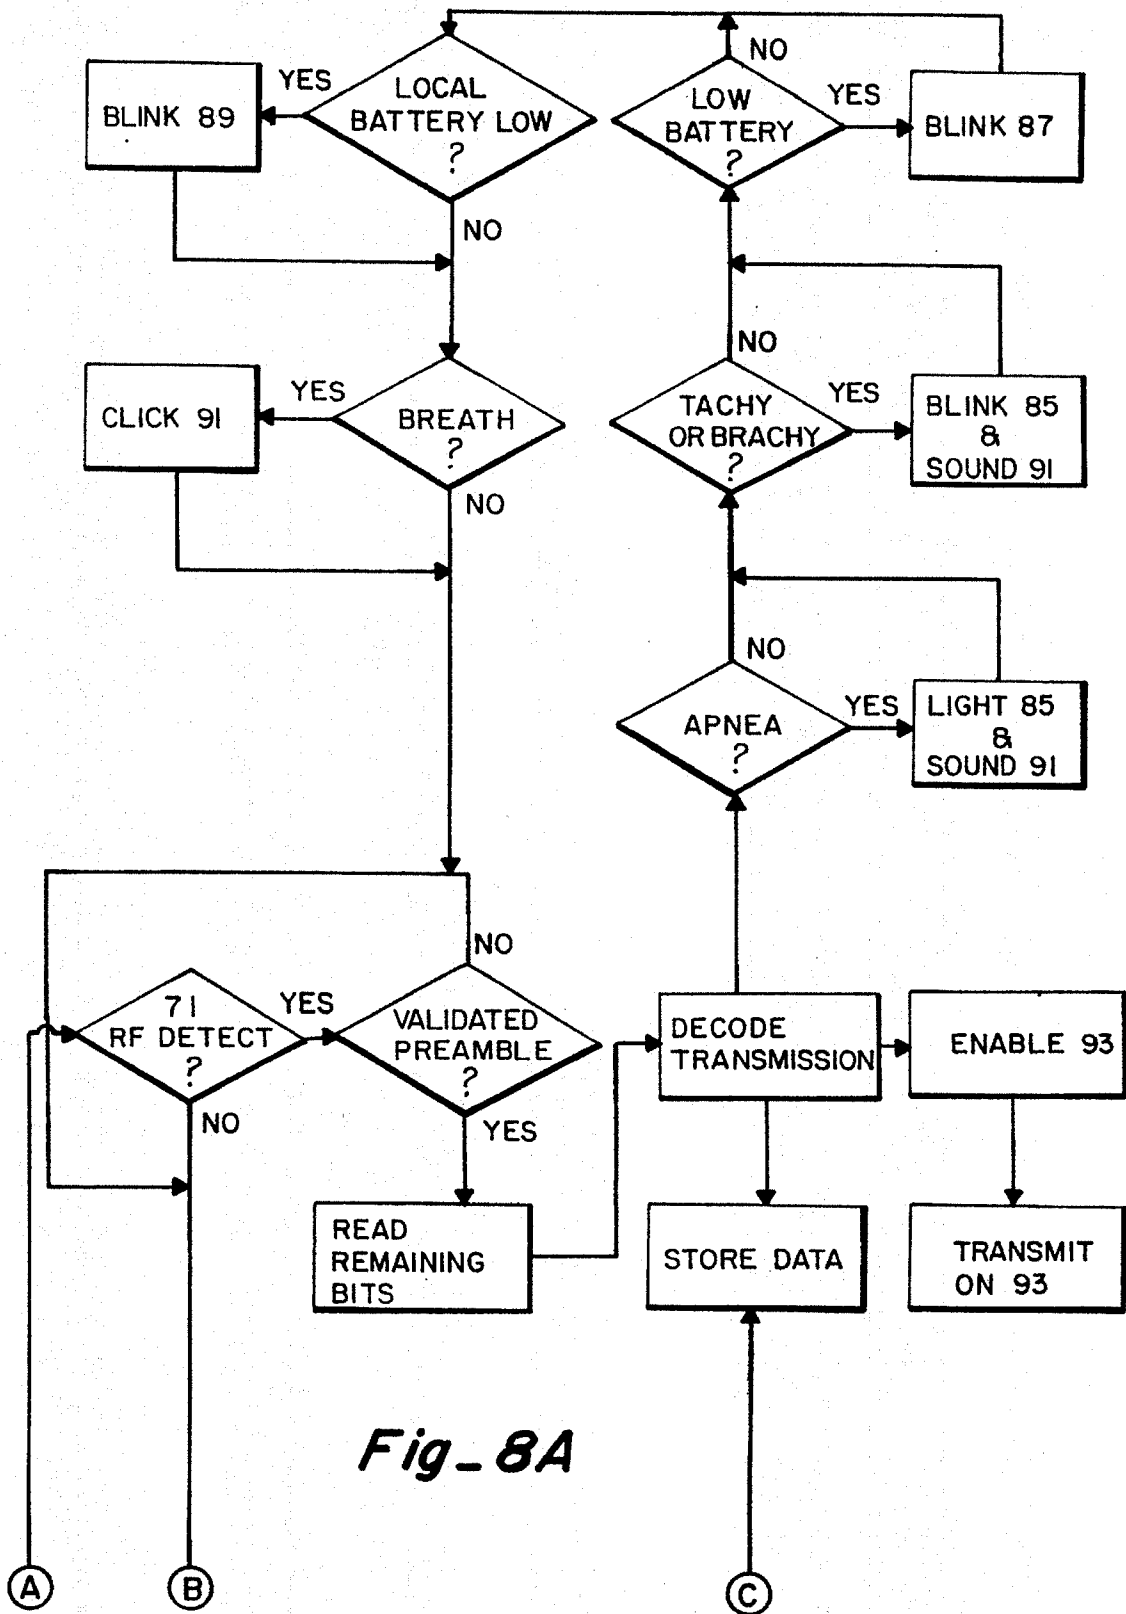 NO
YES
LOCAL
BATTERY LOW
?
BLINK 89
NO
LOW
BATTERY
?
YES
BLINK 87
NO
YES
BREATH
?
CLICK 91
NO
TACHY
OR BRACHY
?
YES
BLINK 85
&
SOUND 91
NO
APNEA
?
YES
LIGHT 85
&
SOUND 91
NO
71
RF DETECT
?
YES
NO
VALIDATED
PREAMBLE
?
YES
DECODE
TRANSMISSION
ENABLE 93
READ
REMAINING
BITS
STORE DATA
TRANSMIT
ON 93
Fig_8A
A
B
C